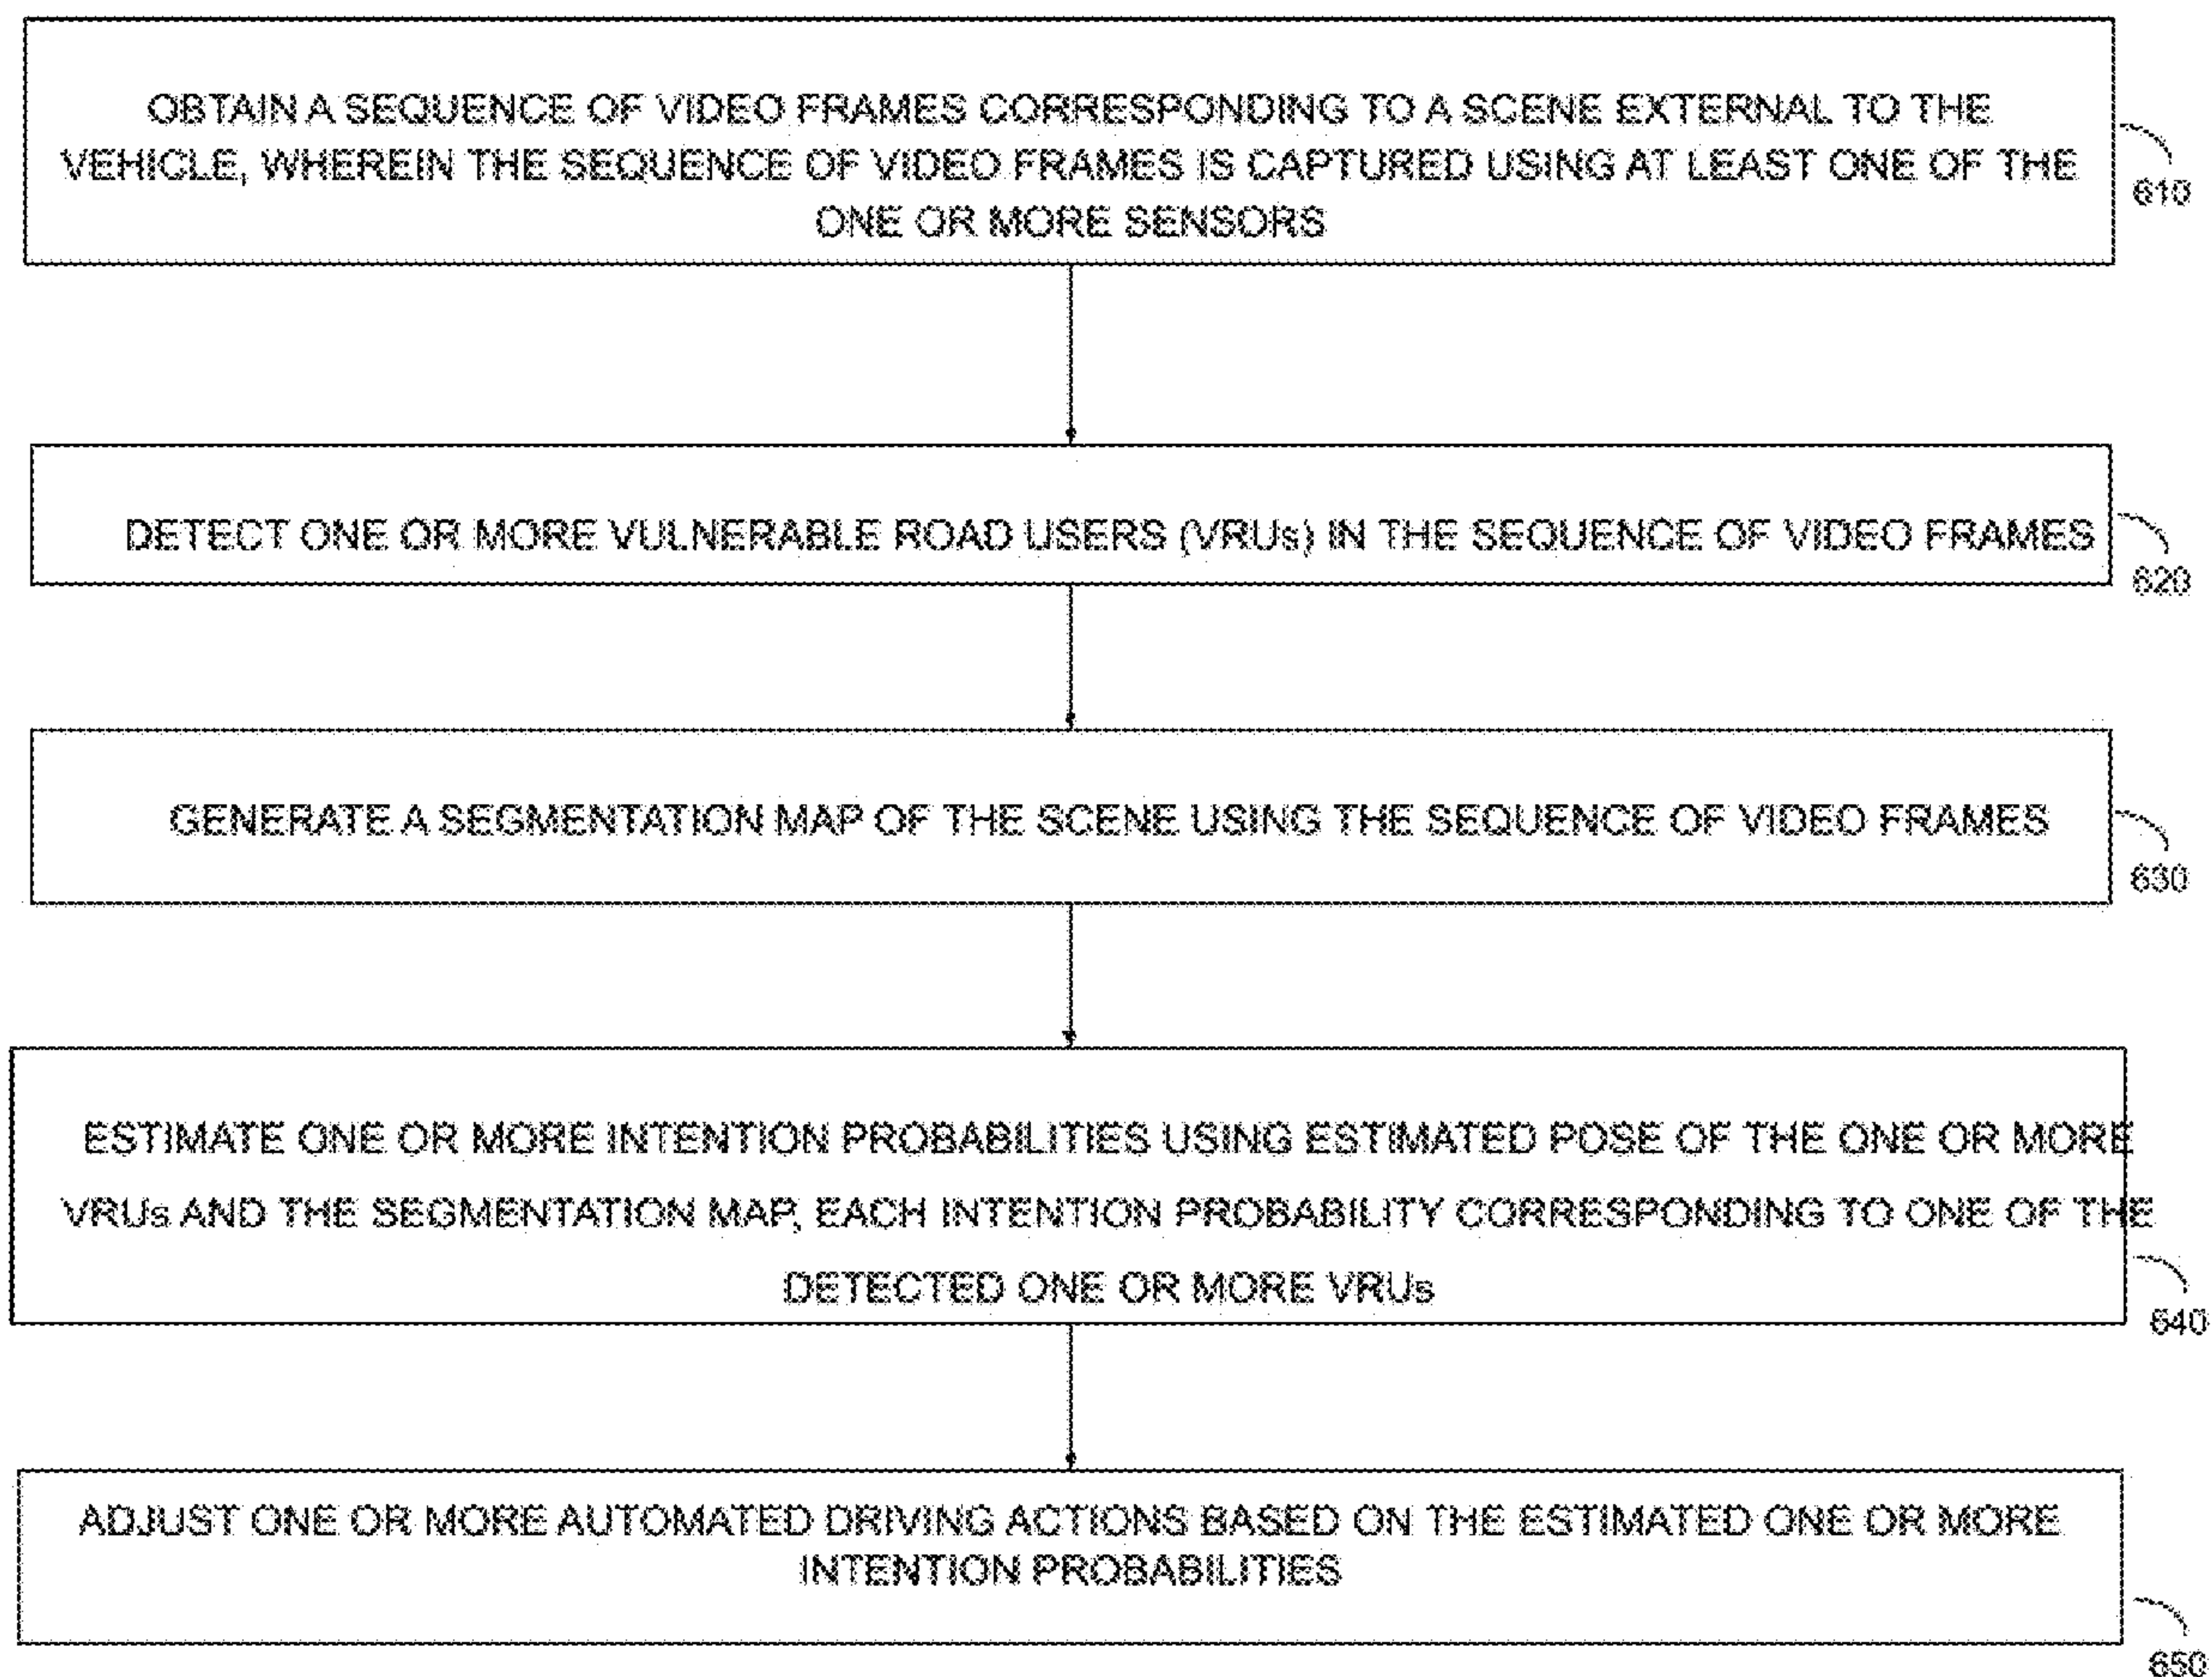 OBTAIN A SEQUENCE OF VIDEO FRAMES CORRESPONDING TO A SCENE EXTERNAL TO THE
VEHICLE, WHEREIN THE SEQUENCE OF VIDEO FRAMES IS CAPTURED USING AT LEAST ONE OF THE
ONE OR MORE SENSORS
610
DETECT ONE OR MORE VULNERABLE ROAD USERS (VRUs) IN THE SEQUENCE OF VIDEO FRAMES
620
GENERATE A SEGMENTATION MAP OF THE SCENE USING THE SEQUENCE OF VIDEO FRAMES
630
ESTIMATE ONE OR MORE INTENTION PROBABILITIES USING ESTIMATED POSE OF THE ONE OR MORE
VRUs AND THE SEGMENTATION MAP, EACH INTENTION PROBABILITY CORRESPONDING TO ONE OF THE
DETECTED ONE OR MORE VRUs
640
ADJUST ONE OR MORE AUTOMATED DRIVING ACTIONS BASED ON THE ESTIMATED ONE OR MORE
INTENTION PROBABILITIES
650